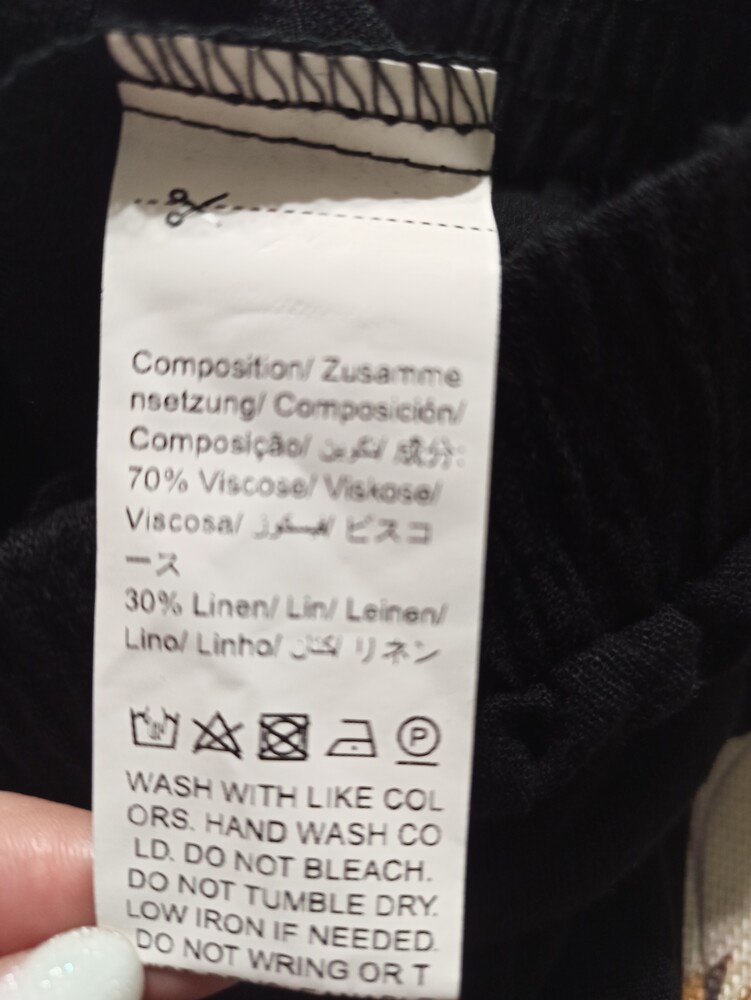 Composition/ Zusamme
nsetzung/ Composición/
Composição/ تكوين/ 成分:
70% Viscose/ Viskose/
Viscosa/ فيسكوز/ ビスコ
ース
30% Linen/ Lin/ Leinen/
Lino/ Linho/ كتان/ リネン
P
WASH WITH LIKE COL
ORS. HAND WASH CO
LD. DO NOT BLEACH.
DO NOT TUMBLE DRY.
LOW IRON IF NEEDED.
DO NOT WRING OR T